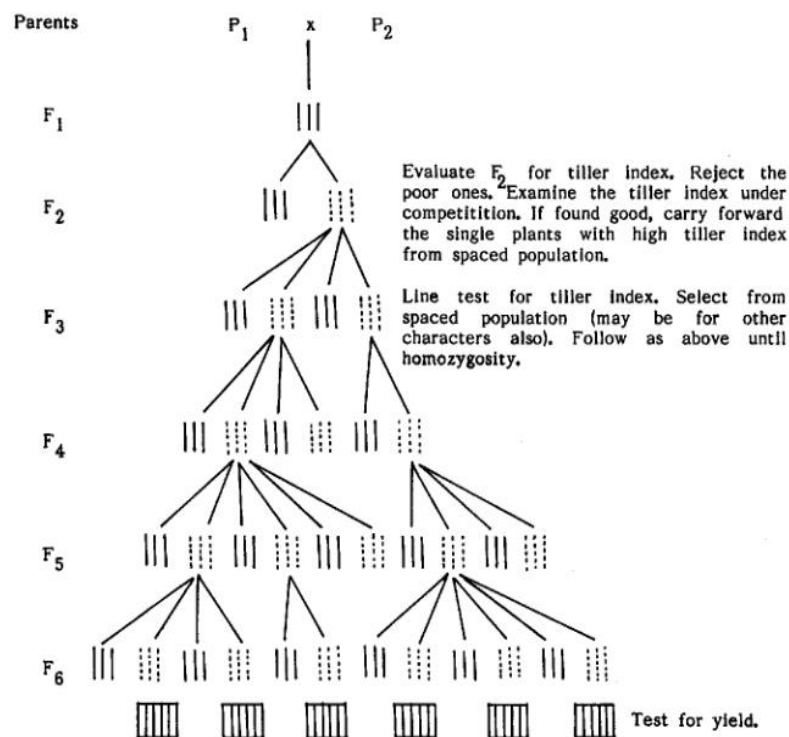 Parents P₁ x P₂
F₁
Evaluate F₂ for tiller index. Reject the
poor ones. Examine the tiller index under
F₂
competitition. If found good, carry forward
the single plants with high tiller index
from spaced population.
Line test for tiller index. Select from
F₃
spaced population (may be for other
characters also). Follow as above until
homozygosity.
F₄
F₅
F₆
Test for yield.